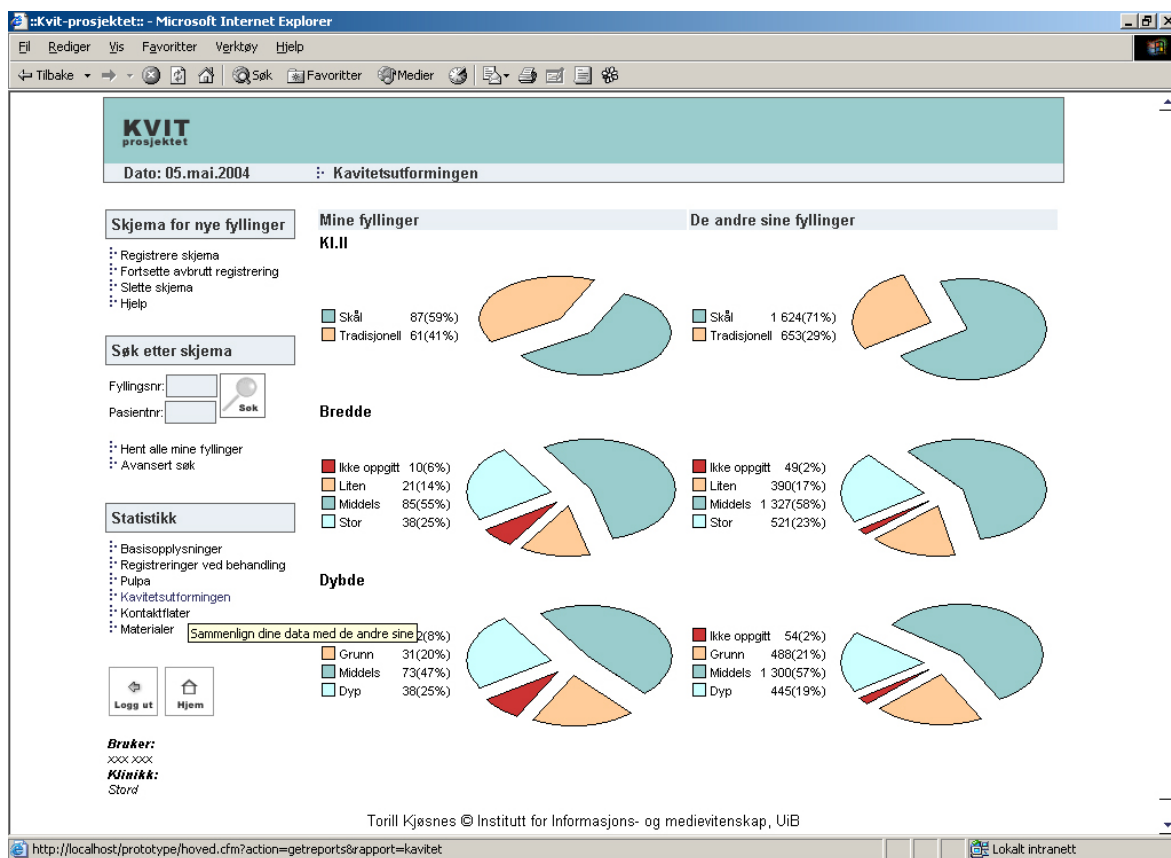 ::Kvit-prosjektet:: - Microsoft Internet Explorer
Fil Rediger Vis Favoritter Verktøy Hjelp
Tilbake Søk Favoritter Medier
KVIT
prosjektet
Dato: 05.mai.2004 Kavitetsutformingen
Skjema for nye fyllinger
Registrere skjema
Fortsette avbrutt registrering
Slette skjema
Hjelp
Søk etter skjema
Fyllingsnr:
Pasientnr:
Søk
Hent alle mine fyllinger
Avansert søk
Statistikk
Basisopplysninger
Registreringer ved behandling
Pulpa
Kavitetsutformingen
Kontaktflater
Materialer
Sammenlign dine data med de andre sine
Logg ut Hjem
Bruker:
xxx xxx
Klinikk:
Stord
Mine fyllinger De andre sine fyllinger
Kl.II
Skål 87(59%) Skål 1 624(71%)
Tradisjonell 61(41%) Tradisjonell 653(29%)
Bredde
Ikke oppgitt 10(6%) Ikke oppgitt 49(2%)
Liten 21(14%) Liten 390(17%)
Middels 85(55%) Middels 1 327(58%)
Stor 38(25%) Stor 521(23%)
Dybde
2(8%) Ikke oppgitt 54(2%)
Grunn 31(20%) Grunn 488(21%)
Middels 73(47%) Middels 1 300(57%)
Dyp 38(25%) Dyp 445(19%)
Torill Kjøsnes © Institutt for Informasjons- og medievitenskap, UiB
http://localhost/prototype/hoved.cfm?action=getreports&rapport=kavitet Lokalt intranett